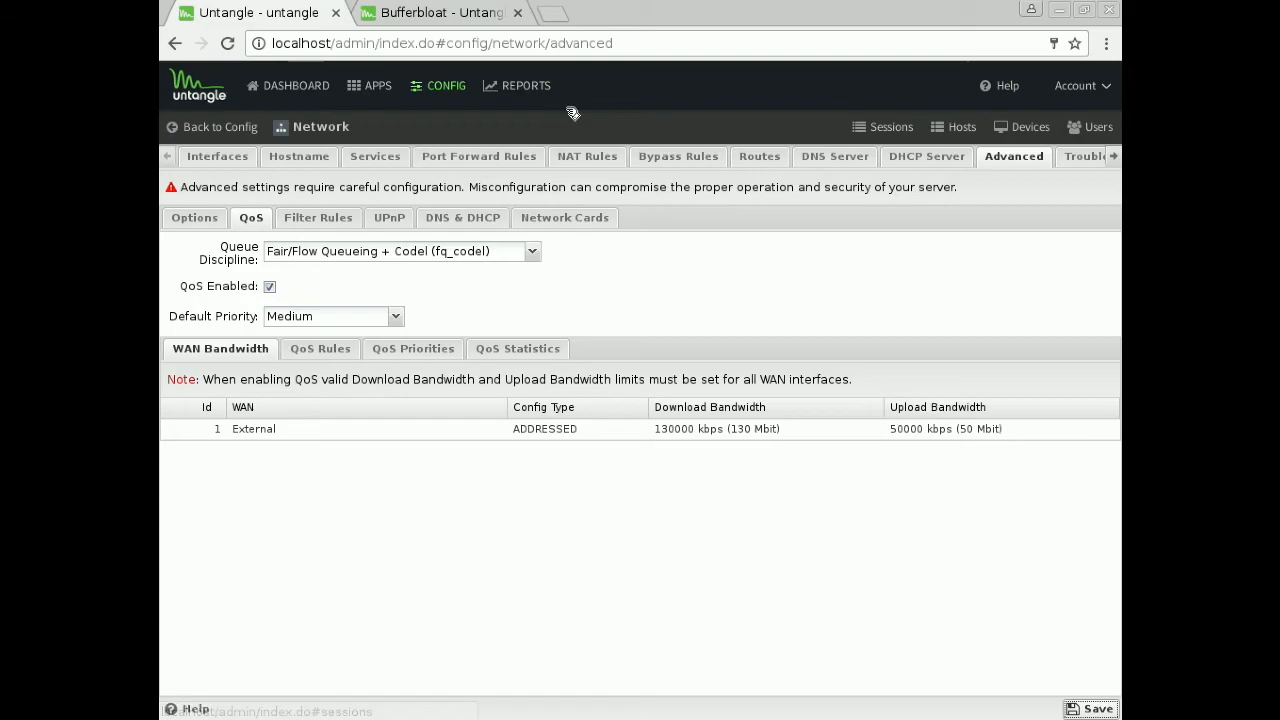 Untangle - untangle
Bufferbloat - Untang
localhost/admin/index.do#config/network/advanced
untangle
DASHBOARD
APPS
CONFIG
REPORTS
Help
Account
Back to Config
Network
Sessions
Hosts
Devices
Users
Interfaces
Hostname
Services
Port Forward Rules
NAT Rules
Bypass Rules
Routes
DNS Server
DHCP Server
Advanced
Troubl
Advanced settings require careful configuration. Misconfiguration can compromise the proper operation and security of your server.
Options
QoS
Filter Rules
UPnP
DNS & DHCP
Network Cards
Queue
Discipline:
Fair/Flow Queueing + Codel (fq_codel)
QoS Enabled:
Default Priority:
Medium
WAN Bandwidth
QoS Rules
QoS Priorities
QoS Statistics
Note: When enabling QoS valid Download Bandwidth and Upload Bandwidth limits must be set for all WAN interfaces.
Id
WAN
Config Type
Download Bandwidth
Upload Bandwidth
1
External
ADDRESSED
130000 kbps (130 Mbit)
50000 kbps (50 Mbit)
Help
localhost/admin/index.do#sessions
Save